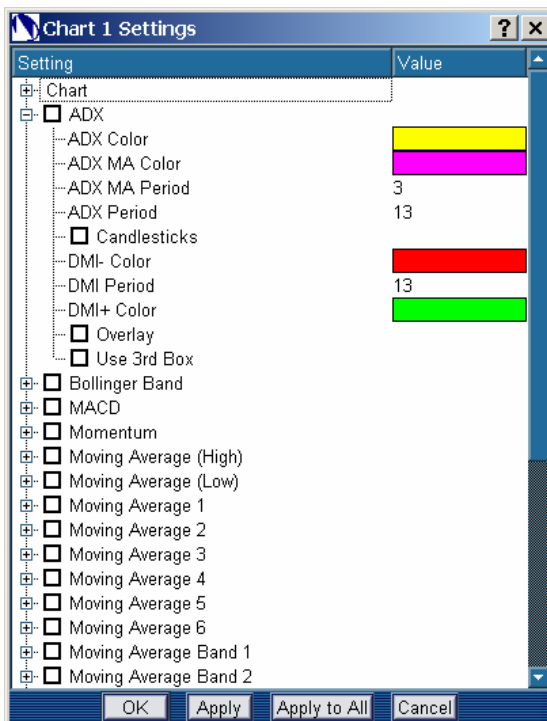 Chart 1 Settings
Setting Value
Chart
ADX
ADX Color
ADX MA Color
ADX MA Period 3
ADX Period 13
Candlesticks
DMI- Color
DMI Period 13
DMI+ Color
Overlay
Use 3rd Box
Bollinger Band
MACD
Momentum
Moving Average (High)
Moving Average (Low)
Moving Average 1
Moving Average 2
Moving Average 3
Moving Average 4
Moving Average 5
Moving Average 6
Moving Average Band 1
Moving Average Band 2
OK Apply Apply to All Cancel